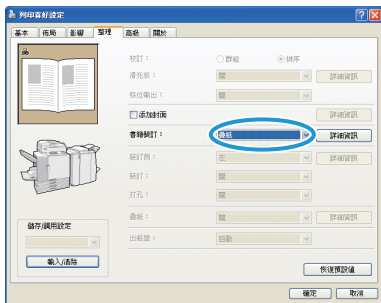 列印喜好設定
基本 佈局 影響 整理 高級 關於
校訂： 群組 排序
滑托板： 關 詳細資訊
移位輸出： 關
添加封面 詳細資訊
書籍裝訂： 疊紙 詳細資訊
裝訂側： 左 詳細資訊
裝訂： 關
打孔： 關
疊紙： 關 詳細資訊
出紙盤： 自動
儲存/調用設定
輸入/清除
恢復預設值
確定 取消